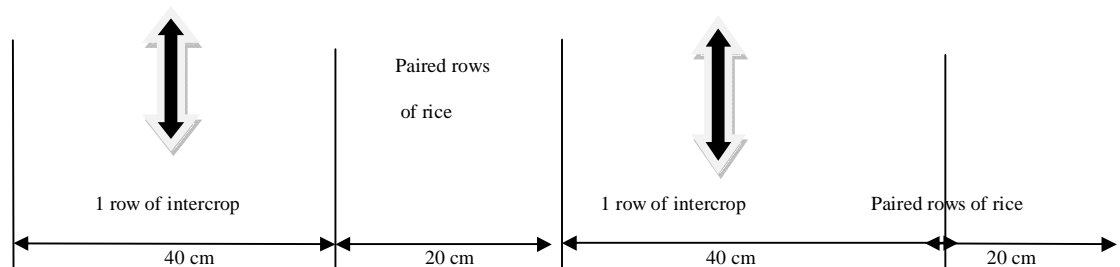 Paired rows
of rice
1 row of intercrop
1 row of intercrop
Paired rows of rice
40 cm
20 cm
40 cm
20 cm